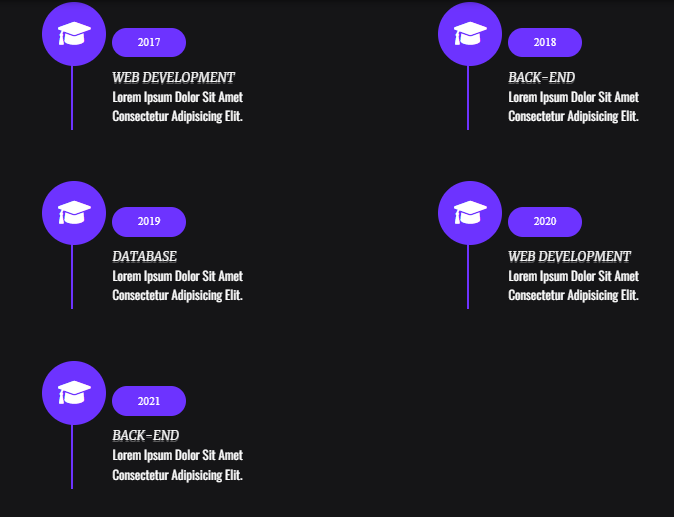 2017
WEB DEVELOPMENT
Lorem Ipsum Dolor Sit Amet
Consectetur Adipisicing Elit.
2018
BACK-END
Lorem Ipsum Dolor Sit Amet
Consectetur Adipisicing Elit.
2019
DATABASE
Lorem Ipsum Dolor Sit Amet
Consectetur Adipisicing Elit.
2020
WEB DEVELOPMENT
Lorem Ipsum Dolor Sit Amet
Consectetur Adipisicing Elit.
2021
BACK-END
Lorem Ipsum Dolor Sit Amet
Consectetur Adipisicing Elit.